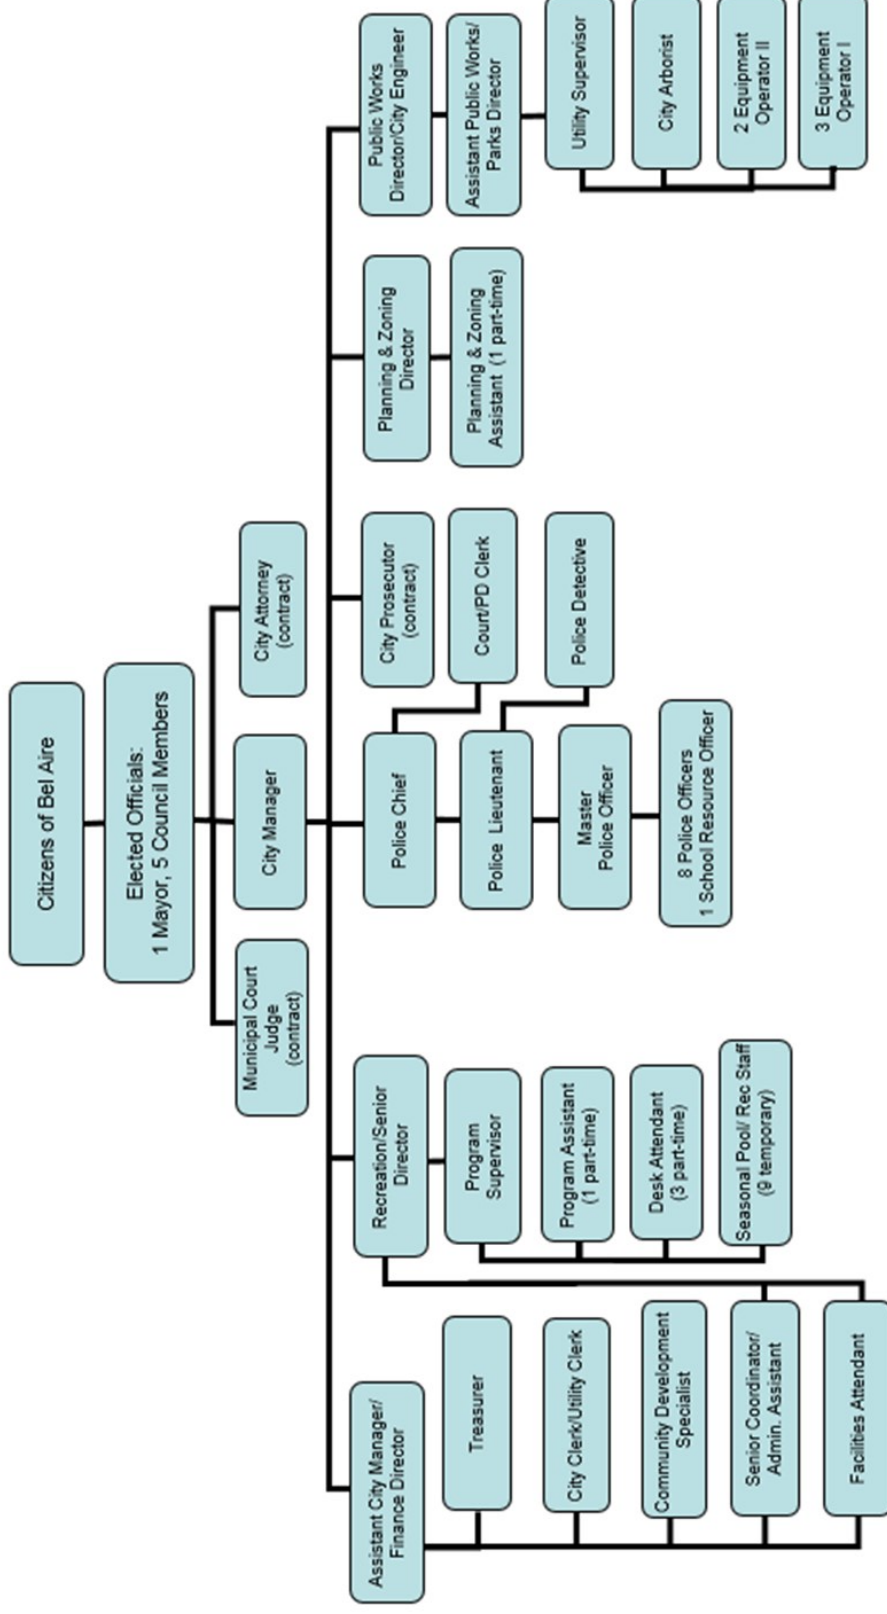 Citizens of Bel Aire
Elected Officials:
1 Mayor, 5 Council Members
Municipal Court
Judge
(contract)
City Manager
City Attorney
(contract)
Assistant City Manager/
Finance Director
Treasurer
City Clerk/Utility Clerk
Community Development
Specialist
Senior Coordinator/
Admin. Assistant
Facilities Attendant
Recreation/Senior
Director
Program
Supervisor
Program Assistant
(1 part-time)
Desk Attendant
(3 part-time)
Seasonal Pool/ Rec Staff
(9 temporary)
Police Chief
Police Lieutenant
Master
Police Officer
8 Police Officers
1 School Resource Officer
City Prosecutor
(contract)
Court/PD Clerk
Police Detective
Planning & Zoning
Director
Planning & Zoning
Assistant (1 part-time)
Public Works
Director/City Engineer
Assistant Public Works/
Parks Director
Utility Supervisor
City Arborist
2 Equipment
Operator II
3 Equipment
Operator I